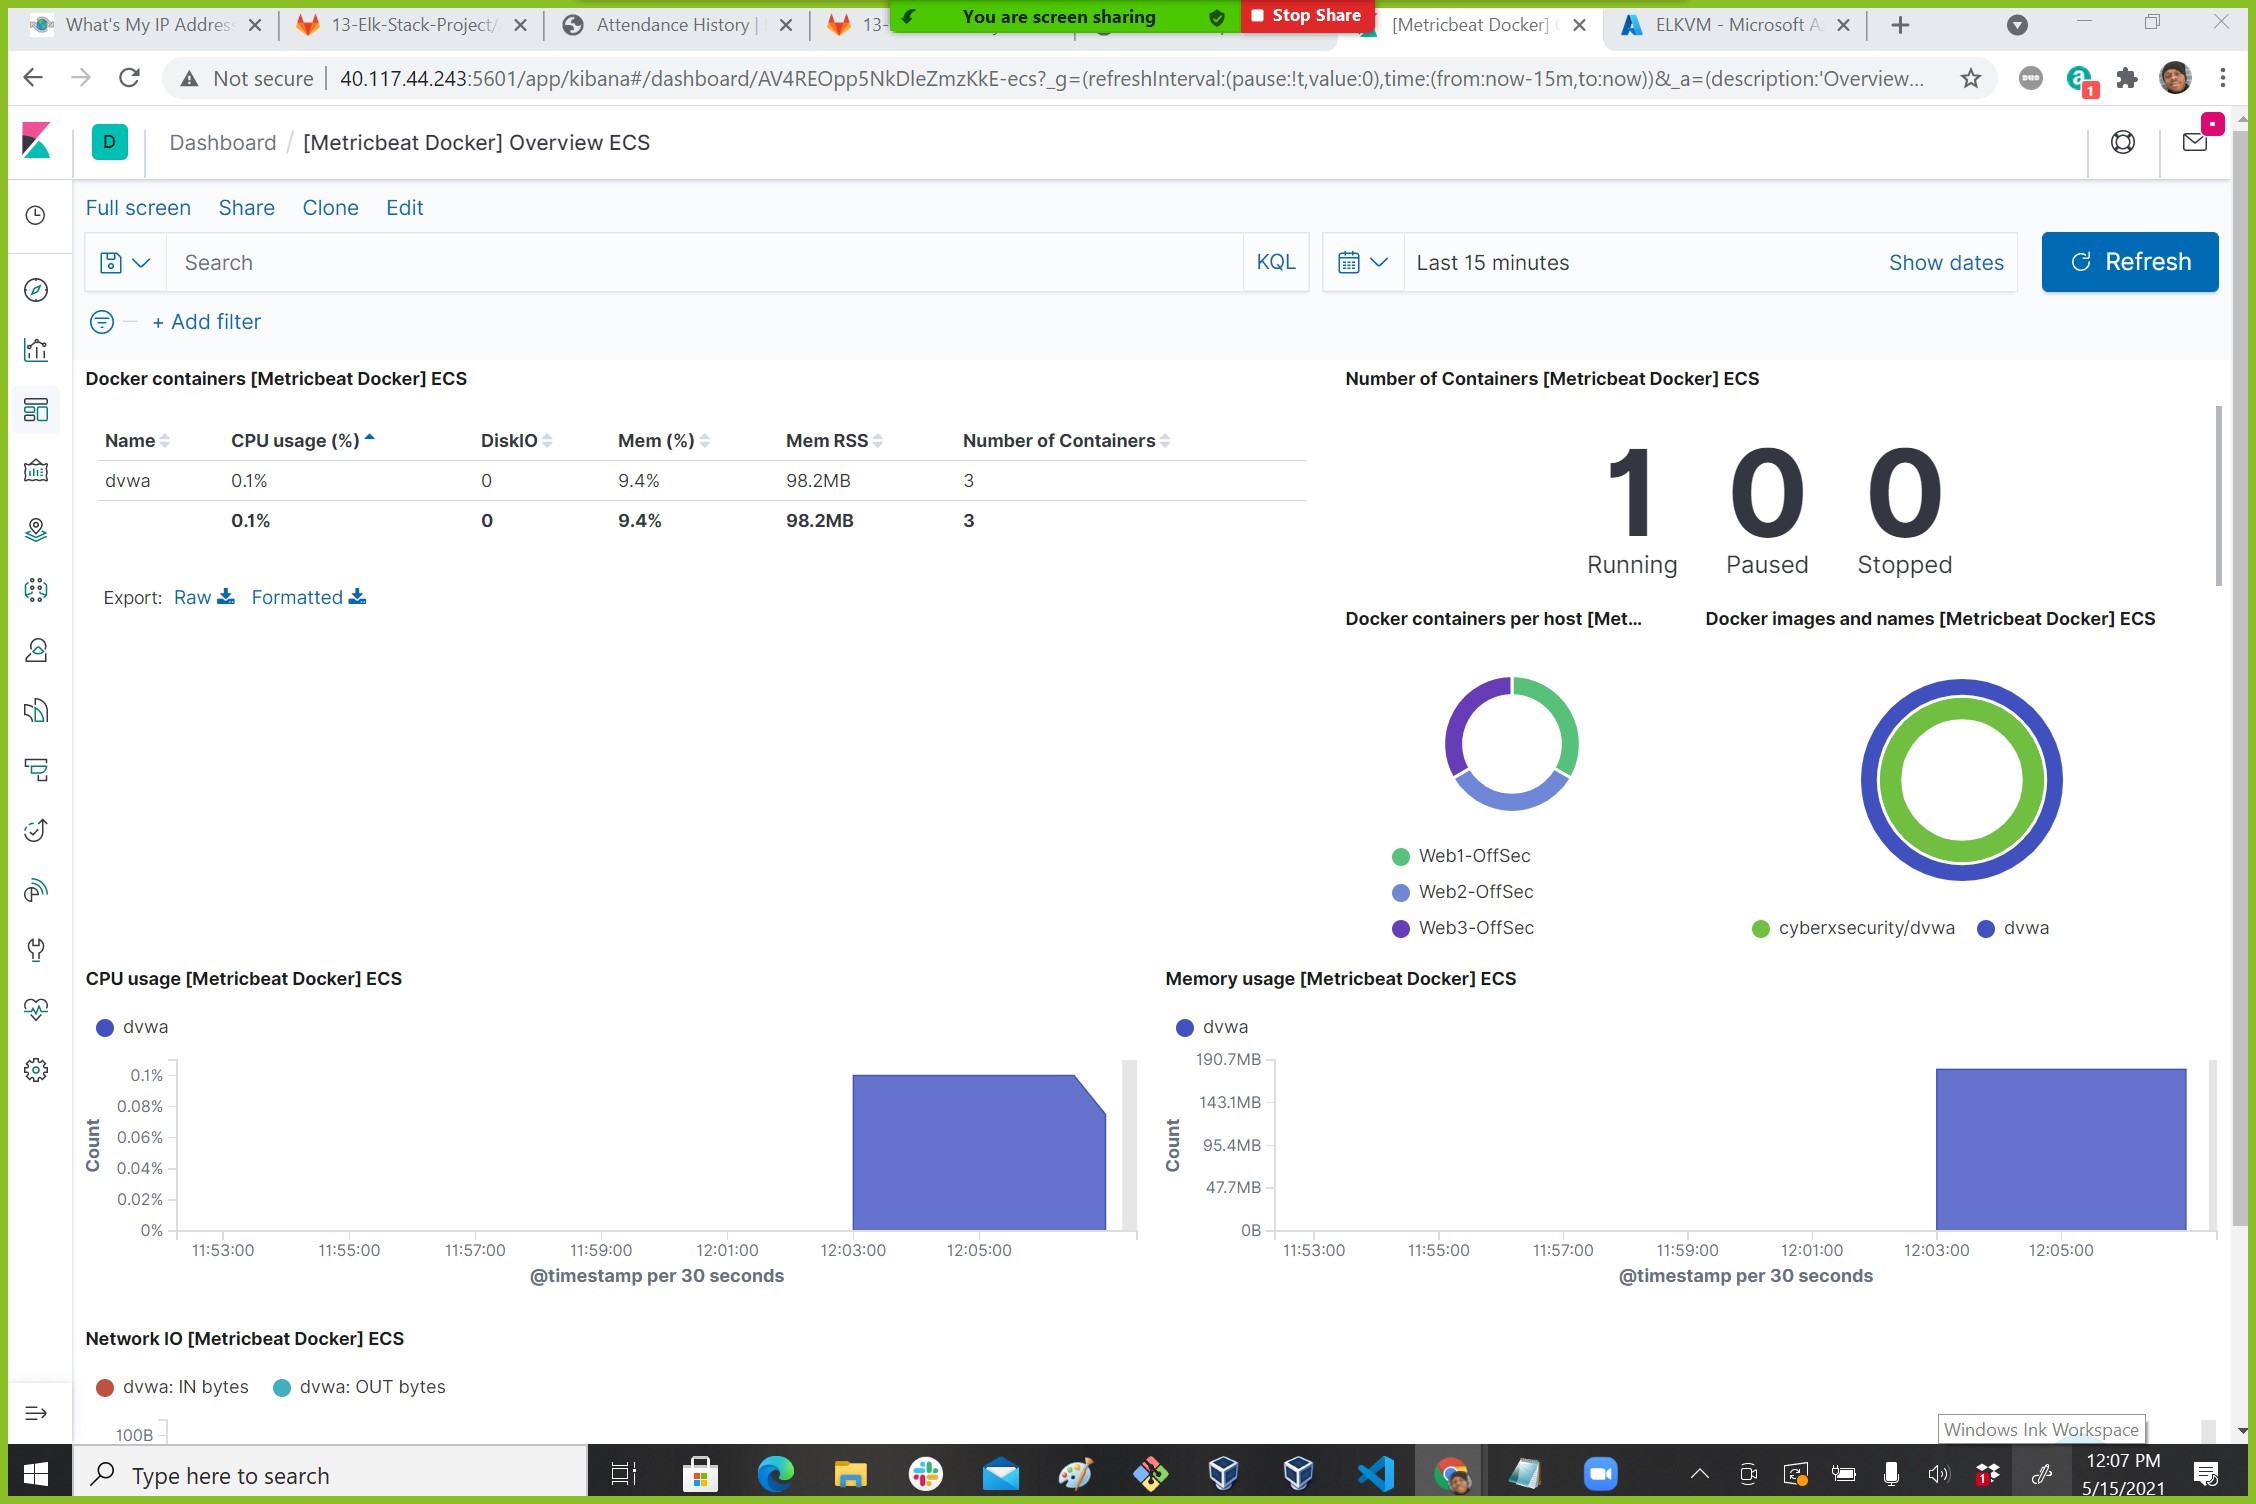 You are screen sharing
Stop Share
What's My IP Address
13-Elk-Stack-Project/
Attendance History |
13-
[Metricbeat Docker]
ELKVM - Microsoft A
Not secure | 40.117.44.243:5601/app/kibana#/dashboard/AV4REOpp5NkDleZmzKkE-ecs?_g=(refreshInterval:(pause:!t,value:0),time:(from:now-15m,to:now))&_a=(description:'Overview...
1
D
Dashboard / [Metricbeat Docker] Overview ECS
Full screen Share Clone Edit
Search KQL Last 15 minutes Show dates Refresh
+ Add filter
Docker containers [Metricbeat Docker] ECS
Name CPU usage (%) DiskIO Mem (%) Mem RSS Number of Containers
dvwa 0.1% 0 9.4% 98.2MB 3
0.1% 0 9.4% 98.2MB 3
Export: Raw Formatted
Number of Containers [Metricbeat Docker] ECS
1 0 0
Running Paused Stopped
Docker containers per host [Met...
Web1-OffSec
Web2-OffSec
Web3-OffSec
Docker images and names [Metricbeat Docker] ECS
cyberxsecurity/dvwa dvwa
CPU usage [Metricbeat Docker] ECS
dvwa
0.1%
0.08%
0.06%
0.04%
0.02%
0%
Count
11:53:00 11:55:00 11:57:00 11:59:00 12:01:00 12:03:00 12:05:00
@timestamp per 30 seconds
Memory usage [Metricbeat Docker] ECS
dvwa
190.7MB
143.1MB
95.4MB
47.7MB
0B
Count
11:53:00 11:55:00 11:57:00 11:59:00 12:01:00 12:03:00 12:05:00
@timestamp per 30 seconds
Network IO [Metricbeat Docker] ECS
dvwa: IN bytes dvwa: OUT bytes
100B
Windows Ink Workspace
Type here to search
1
12:07 PM
5/15/2021